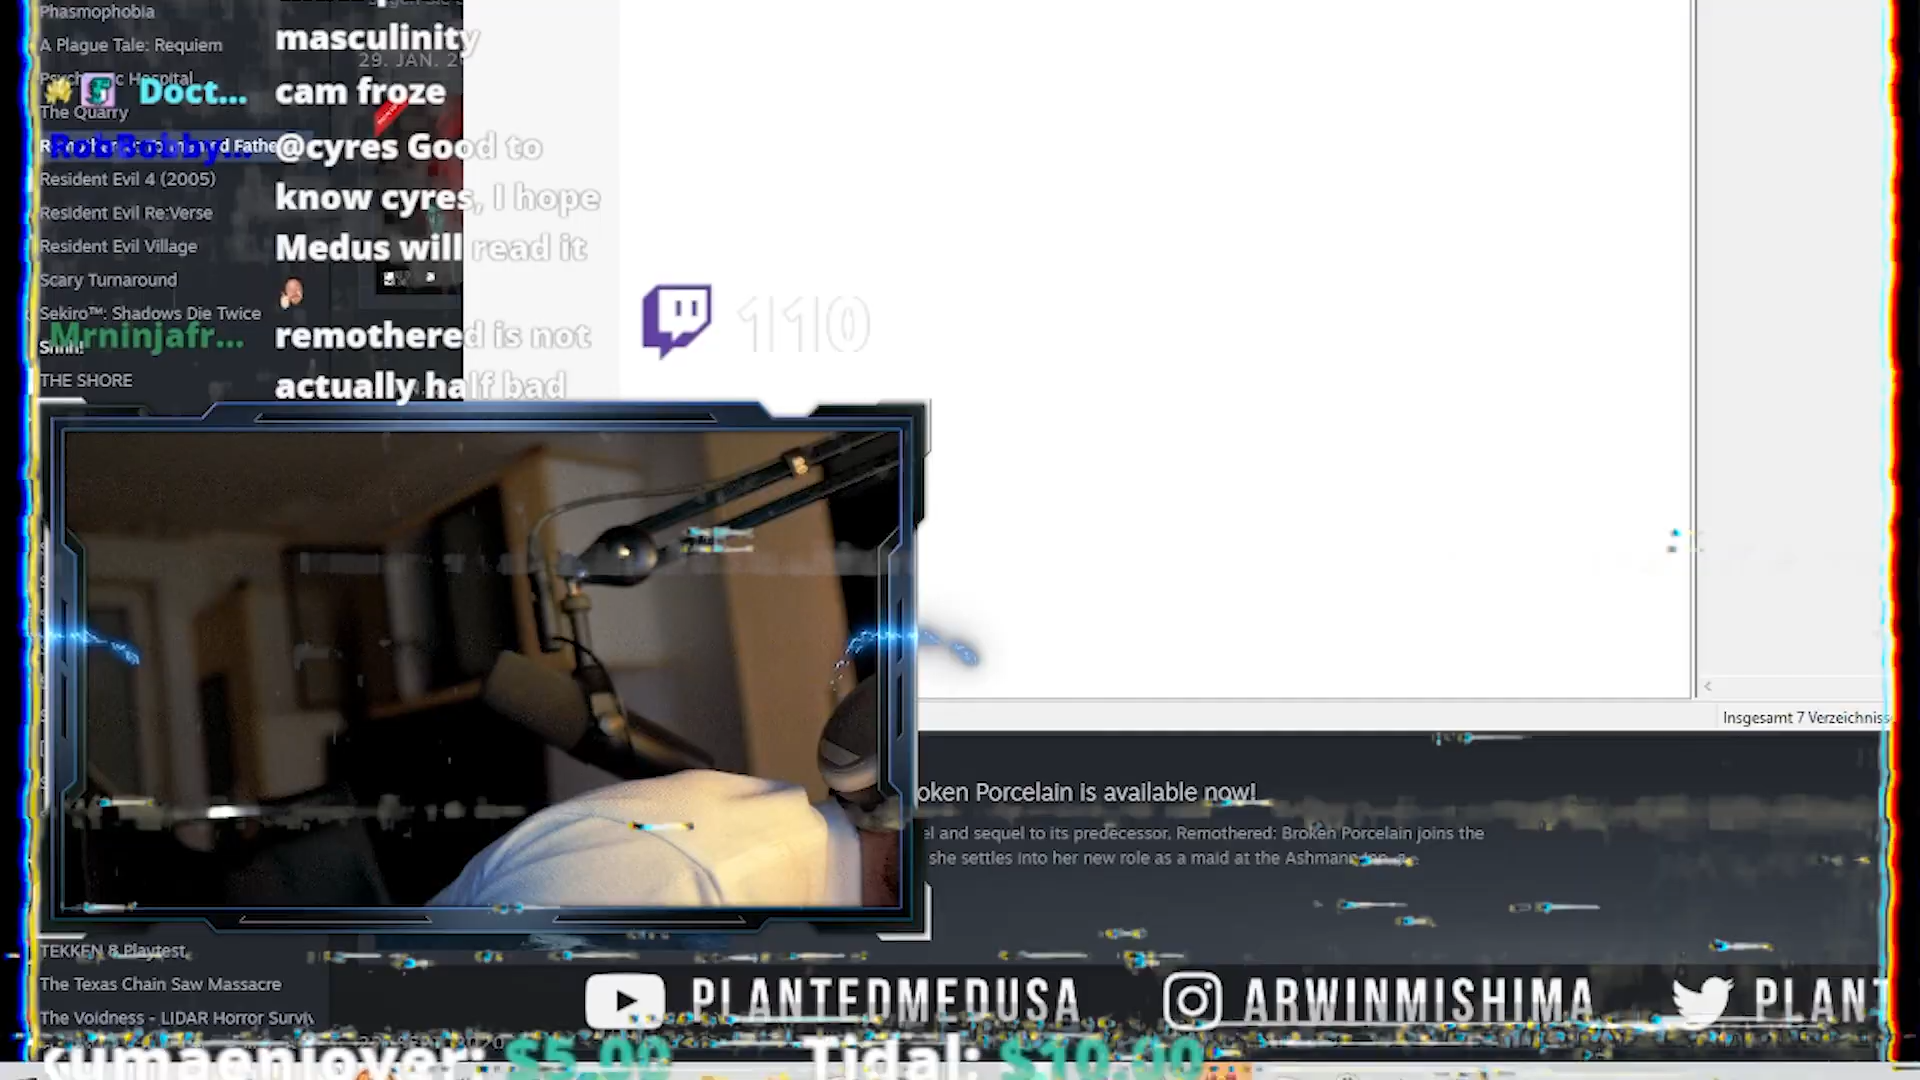 Phasmophobia
masculinity
A Plague Tale: Requiem
29. JAN. 2
Doct...
cam froze
The Quarry
RobBobby...
@cyres Good to
know cyres, I hope
Medus will read it
Resident Evil 4 (2005)
Resident Evil Re:Verse
Resident Evil Village
Scary Turnaround
Sekiro™: Shadows Die Twice
Mrninjafr...
remothered is not
actually half bad
Shhh!
THE SHORE
110
Insgesamt 7 Verzeichniss
oken Porcelain is available now!
el and sequel to its predecessor, Remothered: Broken Porcelain joins the
she settles into her new role as a maid at the Ashmann
TEKKEN 8 Playtest
The Texas Chain Saw Massacre
The Voidness - LIDAR Horror Surviv
PLANTEDMEDUSA
ARWINMISHIMA
PLANT
kumaenjoyer: $5.00
Tidal: $10.00